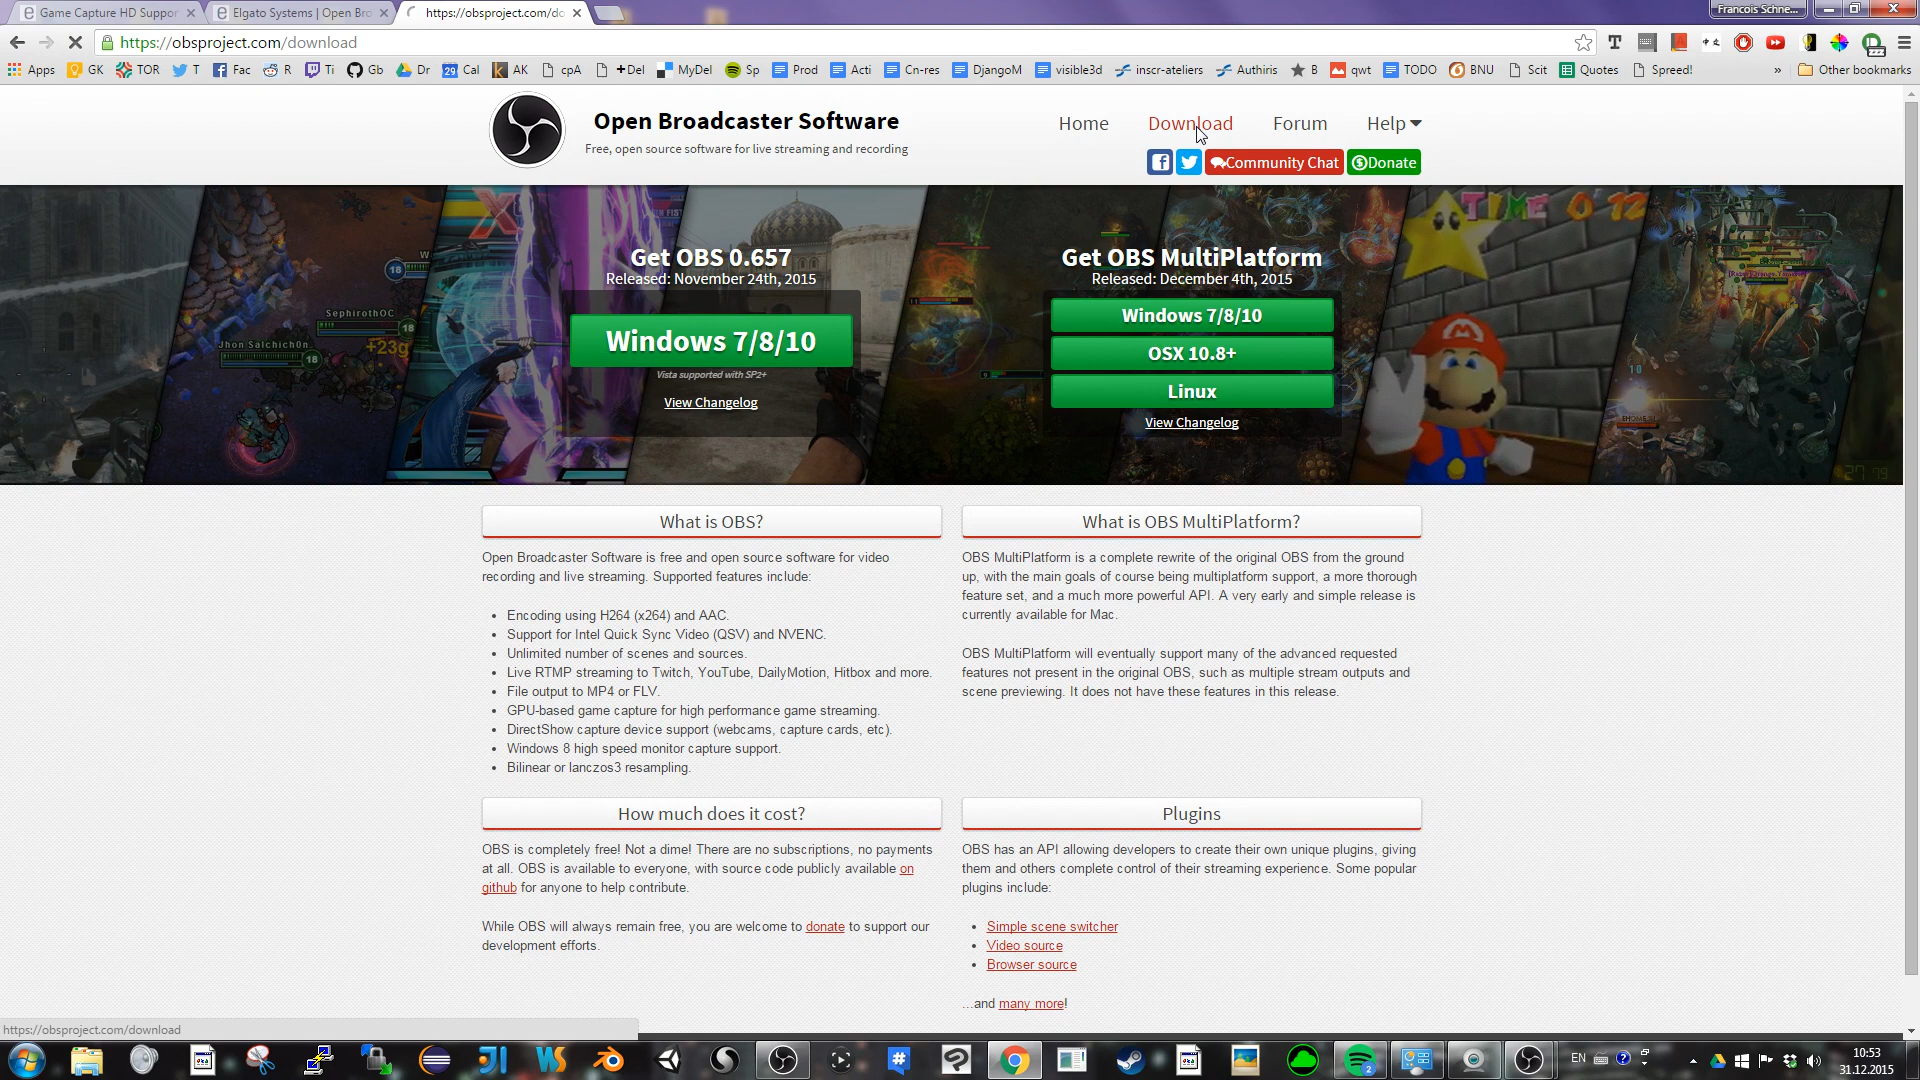 Game Capture HD Suppor
Elgato Systems | Open Bro
https://obsproject.com/do
Francois Schne...
https://obsproject.com/download
Apps GK TOR T Fac R Ti Gb Dr Cal AK cpA +Del MyDel Sp Prod Acti Cn-res DjangoM visible3d inscr-ateliers Authiris B qwt TODO BNU Scit Quotes Spreed! » Other bookmarks
Open Broadcaster Software
Free, open source software for live streaming and recording
Home Download Forum Help
Community Chat Donate
Get OBS 0.657
Released: November 24th, 2015
Windows 7/8/10
Vista supported with SP2+
View Changelog
Get OBS MultiPlatform
Released: December 4th, 2015
Windows 7/8/10
OSX 10.8+
Linux
View Changelog
SephirothOC
18
Jhon Salchich0n
18
+23g
18
TIME 0 12
10
What is OBS?
Open Broadcaster Software is free and open source software for video
recording and live streaming. Supported features include:
• Encoding using H264 (x264) and AAC.
• Support for Intel Quick Sync Video (QSV) and NVENC.
• Unlimited number of scenes and sources.
• Live RTMP streaming to Twitch, YouTube, DailyMotion, Hitbox and more.
• File output to MP4 or FLV.
• GPU-based game capture for high performance game streaming.
• DirectShow capture device support (webcams, capture cards, etc).
• Windows 8 high speed monitor capture support.
• Bilinear or lanczos3 resampling.
What is OBS MultiPlatform?
OBS MultiPlatform is a complete rewrite of the original OBS from the ground
up, with the main goals of course being multiplatform support, a more thorough
feature set, and a much more powerful API. A very early and simple release is
currently available for Mac.
OBS MultiPlatform will eventually support many of the advanced requested
features not present in the original OBS, such as multiple stream outputs and
scene previewing. It does not have these features in this release.
How much does it cost?
OBS is completely free! Not a dime! There are no subscriptions, no payments
at all. OBS is available to everyone, with source code publicly available on
github for anyone to help contribute.
While OBS will always remain free, you are welcome to donate to support our
development efforts.
Plugins
OBS has an API allowing developers to create their own unique plugins, giving
them and others complete control of their streaming experience. Some popular
plugins include:
• Simple scene switcher
• Video source
• Browser source
...and many more!
https://obsproject.com/download
EN
10:53
31.12.2015